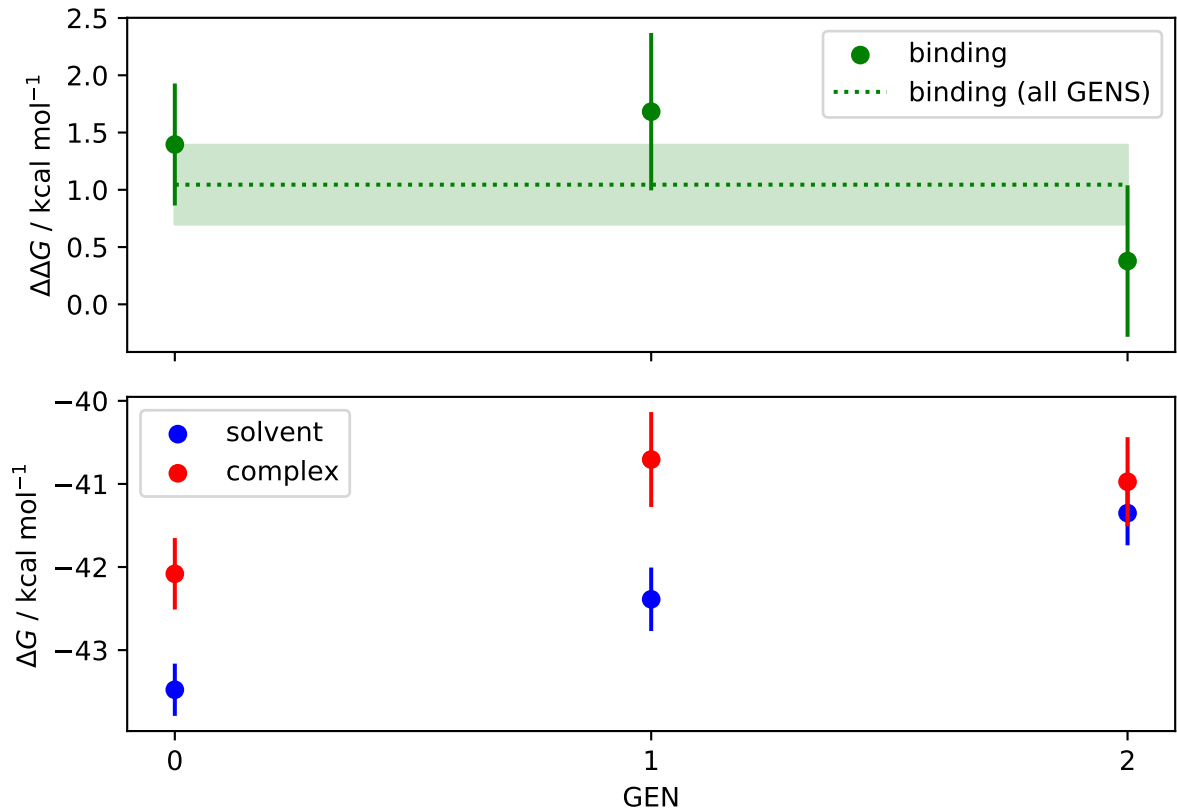 2.5
2.0
1.5
1.0
0.5
0.0
ΔΔG / kcal mol⁻¹
binding
binding (all GENS)
−40
−41
−42
−43
ΔG / kcal mol⁻¹
solvent
complex
0 1 2
GEN